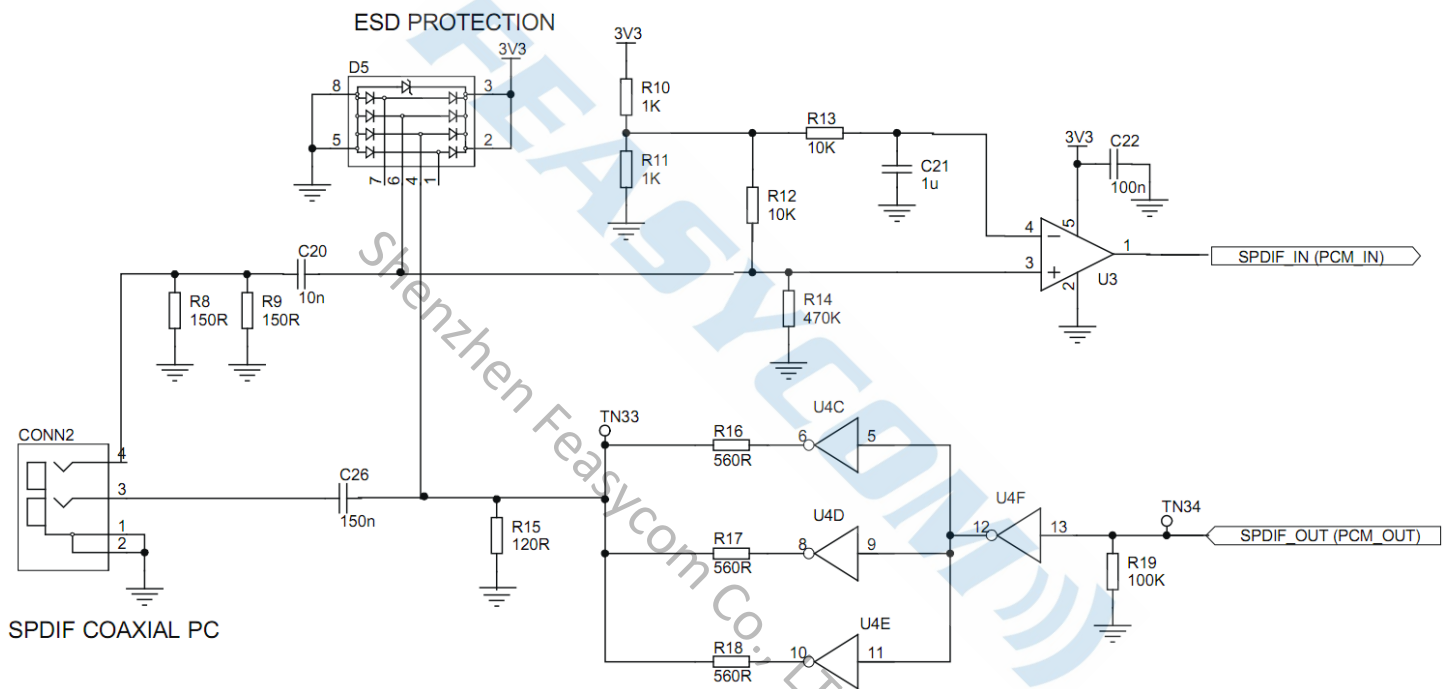 ESD PROTECTION
3V3
D5
8
3
5
2
7
6
4
1
3V3
R10
1K
R11
1K
R13
10K
C21
1u
R12
10K
3V3
C22
100n
4
5
3
2
1
U3
SPDIF_IN (PCM_IN)
C20
10n
R8
150R
R9
150R
R14
470K
FEASYCOM
Shenzhen Feasycom Co., LT
CONN2
4
3
1
2
SPDIF COAXIAL PC
C26
150n
R15
120R
TN33
R16
560R
6
U4C
5
R17
560R
8
U4D
9
R18
560R
10
U4E
11
U4F
12
13
TN34
R19
100K
SPDIF_OUT (PCM_OUT)